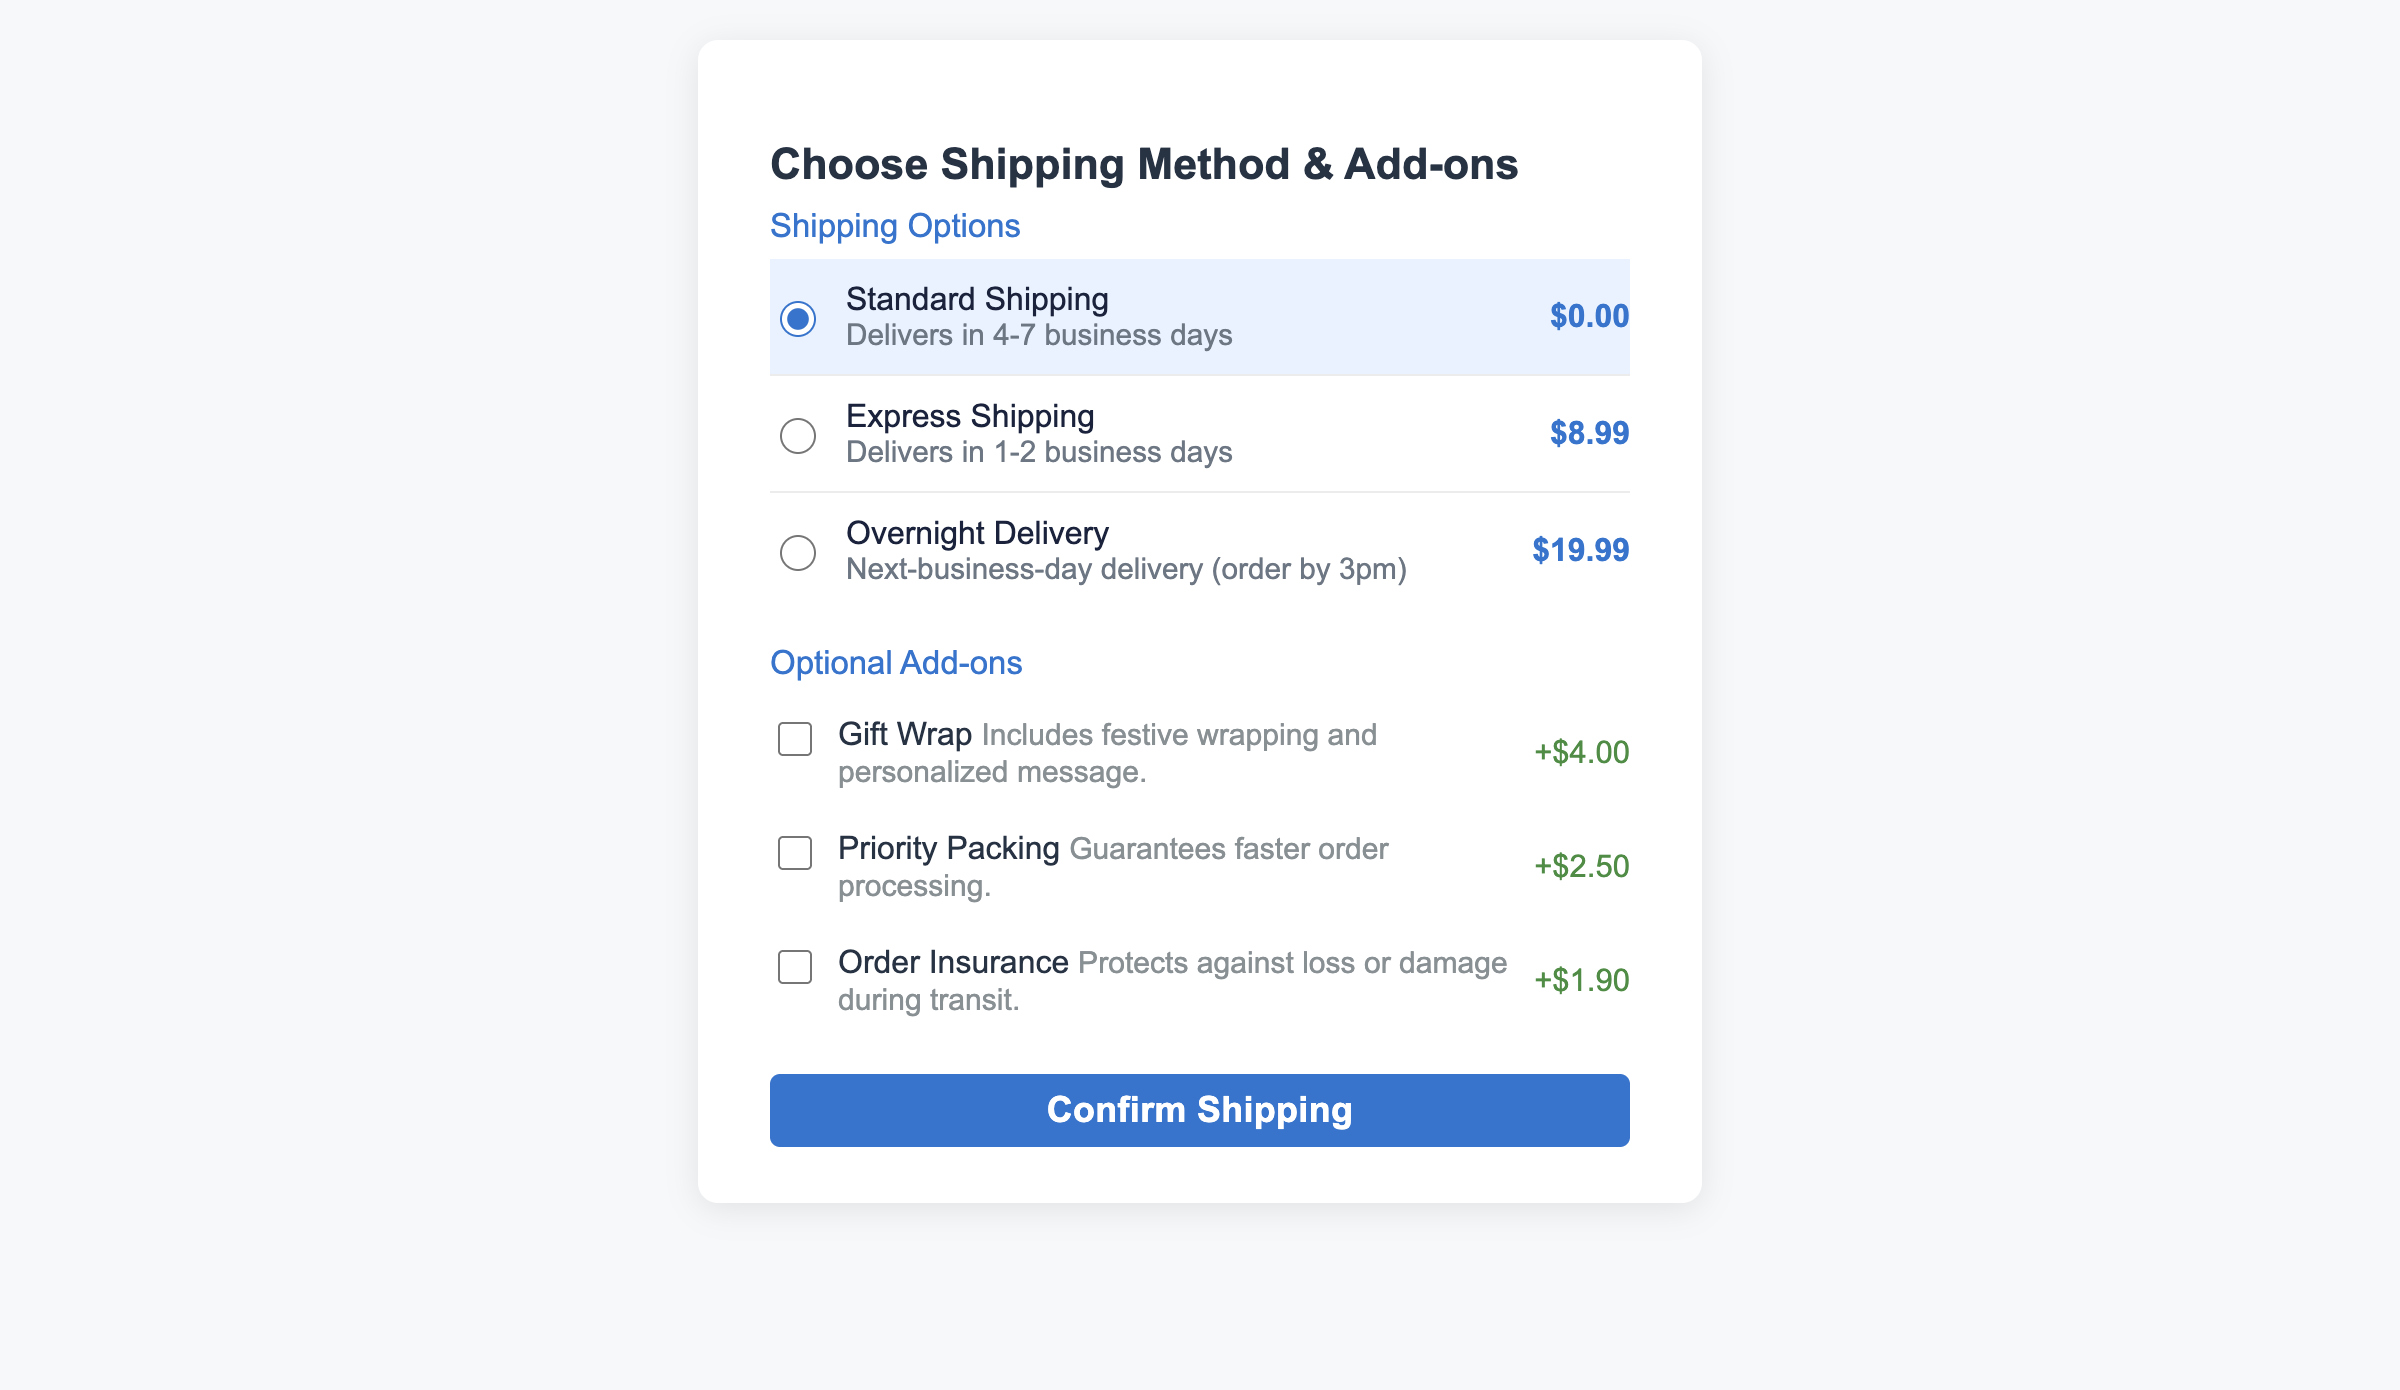 Choose Shipping Method & Add-ons
Shipping Options
Standard Shipping
Delivers in 4-7 business days
$0.00
Express Shipping
Delivers in 1-2 business days
$8.99
Overnight Delivery
Next-business-day delivery (order by 3pm)
$19.99
Optional Add-ons
Gift Wrap Includes festive wrapping and
personalized message.
+$4.00
Priority Packing Guarantees faster order
processing.
+$2.50
Order Insurance Protects against loss or damage
during transit.
+$1.90
Confirm Shipping